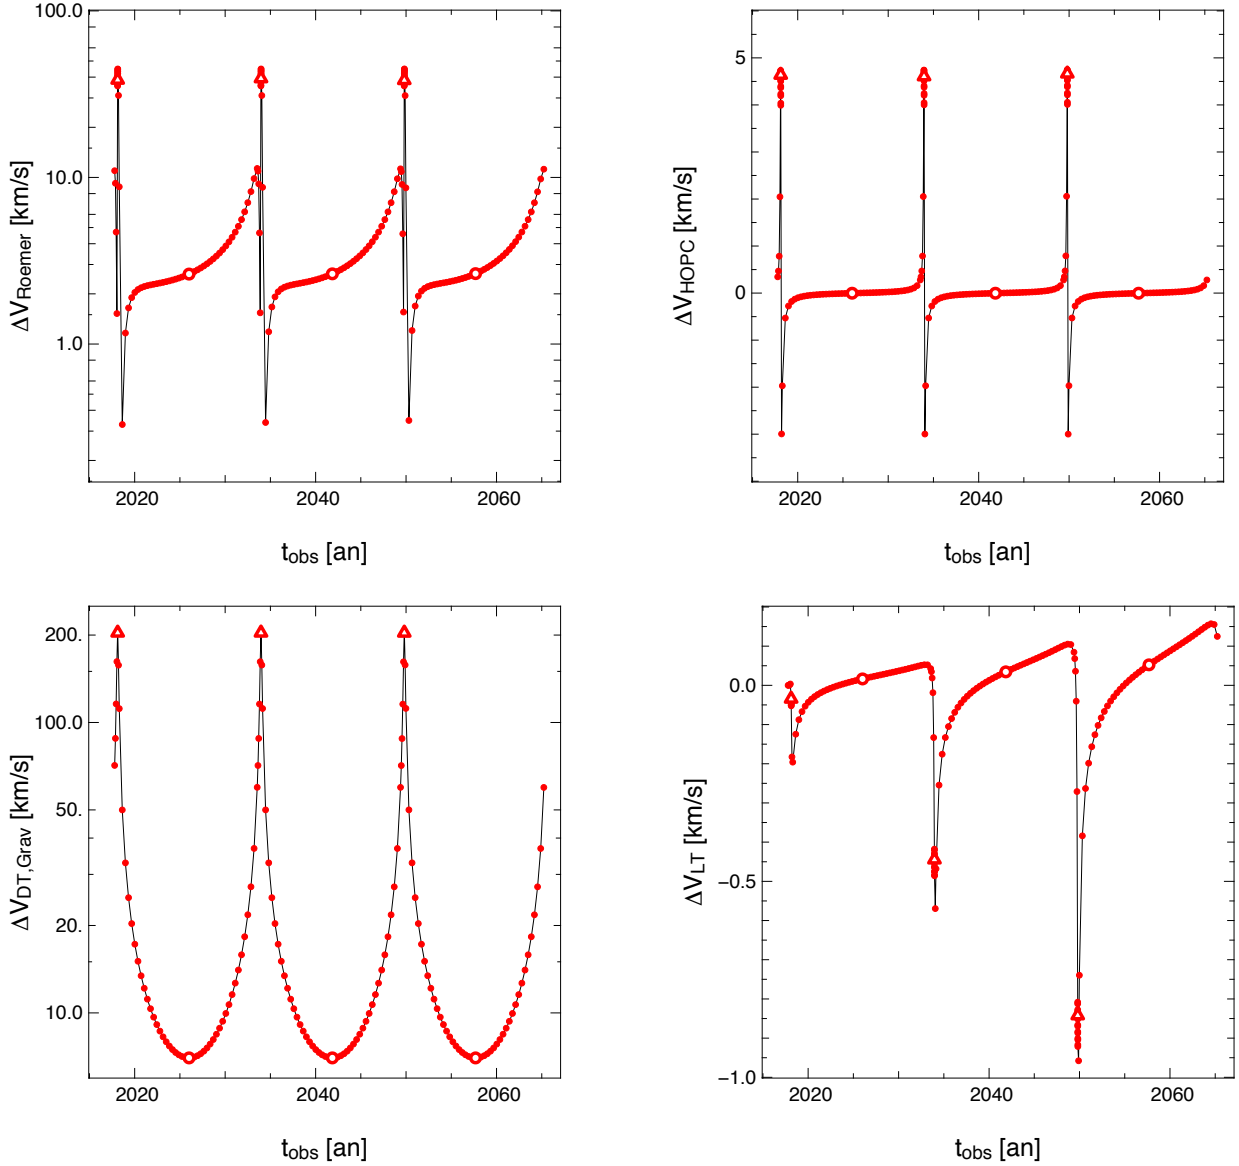 100.0
10.0
1.0
ΔV_Roemer [km/s]
2020 2040 2060
t_obs [an]
5
0
ΔV_HOPC [km/s]
2020 2040 2060
t_obs [an]
200.
100.0
50.
20.
10.0
ΔV_DT,Grav [km/s]
2020 2040 2060
t_obs [an]
0.0
−0.5
−1.0
ΔV_LT [km/s]
2020 2040 2060
t_obs [an]